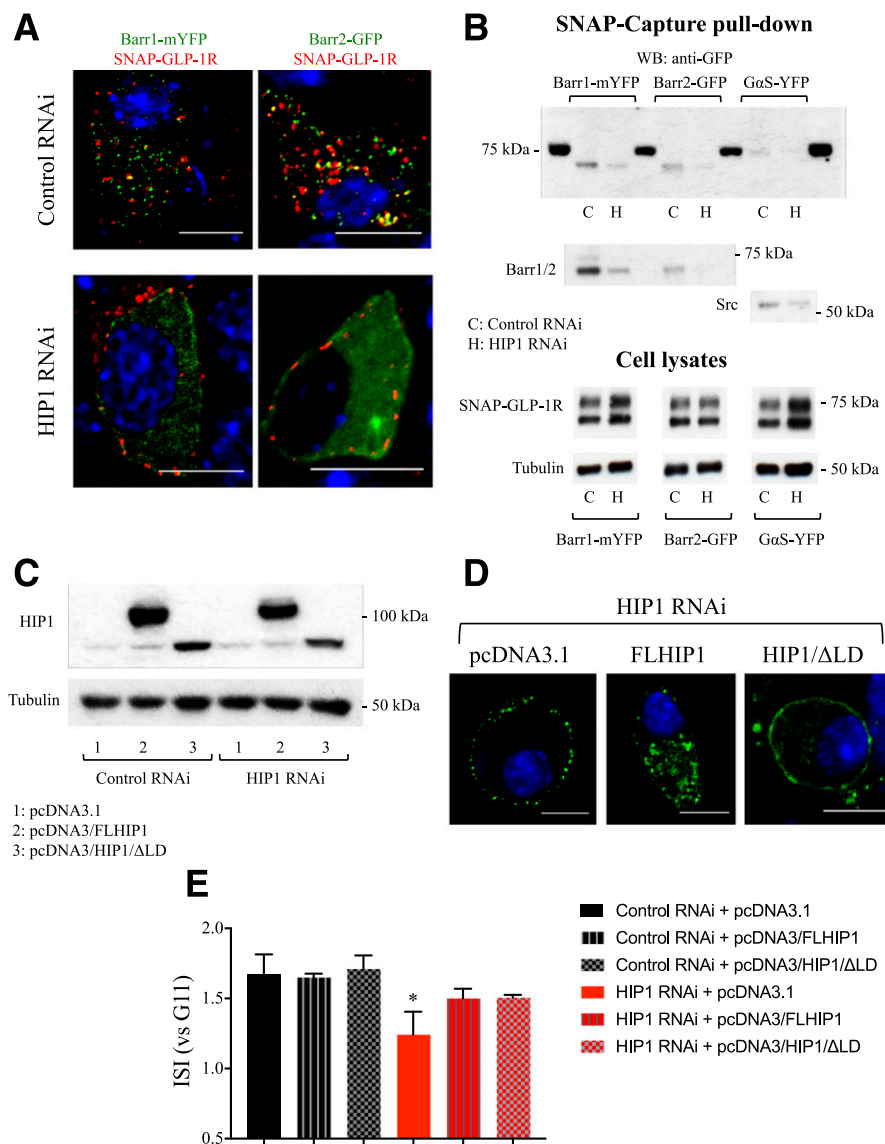 A
Barr1-mYFP
SNAP-GLP-1R
Barr2-GFP
SNAP-GLP-1R
Control RNAi
HIP1 RNAi
B
SNAP-Capture pull-down
WB: anti-GFP
Barr1-mYFP Barr2-GFP GαS-YFP
75 kDa -
C H C H C H
Barr1/2
- 75 kDa
Src
- 50 kDa
C: Control RNAi
H: HIP1 RNAi
Cell lysates
SNAP-GLP-1R
- 75 kDa
Tubulin
- 50 kDa
C H C H C H
Barr1-mYFP Barr2-GFP GαS-YFP
C
HIP1
- 100 kDa
Tubulin
- 50 kDa
1 2 3 1 2 3
Control RNAi HIP1 RNAi
1: pcDNA3.1
2: pcDNA3/FLHIP1
3: pcDNA3/HIP1/ΔLD
D
HIP1 RNAi
pcDNA3.1 FLHIP1 HIP1/ΔLD
E
ISI (vs G11)
2.0
1.5
1.0
0.5
*
Control RNAi + pcDNA3.1
Control RNAi + pcDNA3/FLHIP1
Control RNAi + pcDNA3/HIP1/ΔLD
HIP1 RNAi + pcDNA3.1
HIP1 RNAi + pcDNA3/FLHIP1
HIP1 RNAi + pcDNA3/HIP1/ΔLD